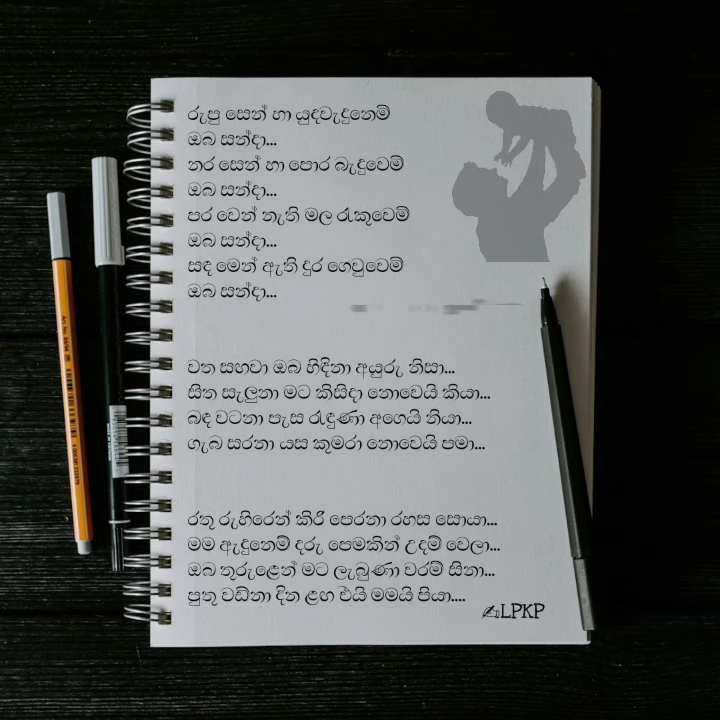 රුපු සෙන් හා යුදවැදුනෙමි
ඔබ සන්දා...
නර සෙන් හා පොර බැදුවෙමි
ඔබ සන්දා...
පර වෙන් නැති මල රැකුවෙමි
ඔබ සන්දා...
සඳ මෙන් ඇති දුර ගෙවුවෙමි
ඔබ සන්දා...
වත සඟවා ඔබ හිඳිනා අයුරු නිසා...
සිත සැලුනා මට කිසිදා නොවෙයි කියා...
බඳ වටනා පැස රැඳුණා අගෙයි නියා...
ගැබ සරනා යස කුමරා නොවෙයි පමා...
රතු රුහිරෙන් කිරි පෙරනා රහස සොයා...
මම ඇදුනෙමි දරු පෙමකින් උදම් වෙලා...
ඔබ තුරුළෙන් මට ලැබුණා වරම් සිනා...
පුතු වඩ්නා දින ළඟ එයි මමයි පියා....
✍LPKP